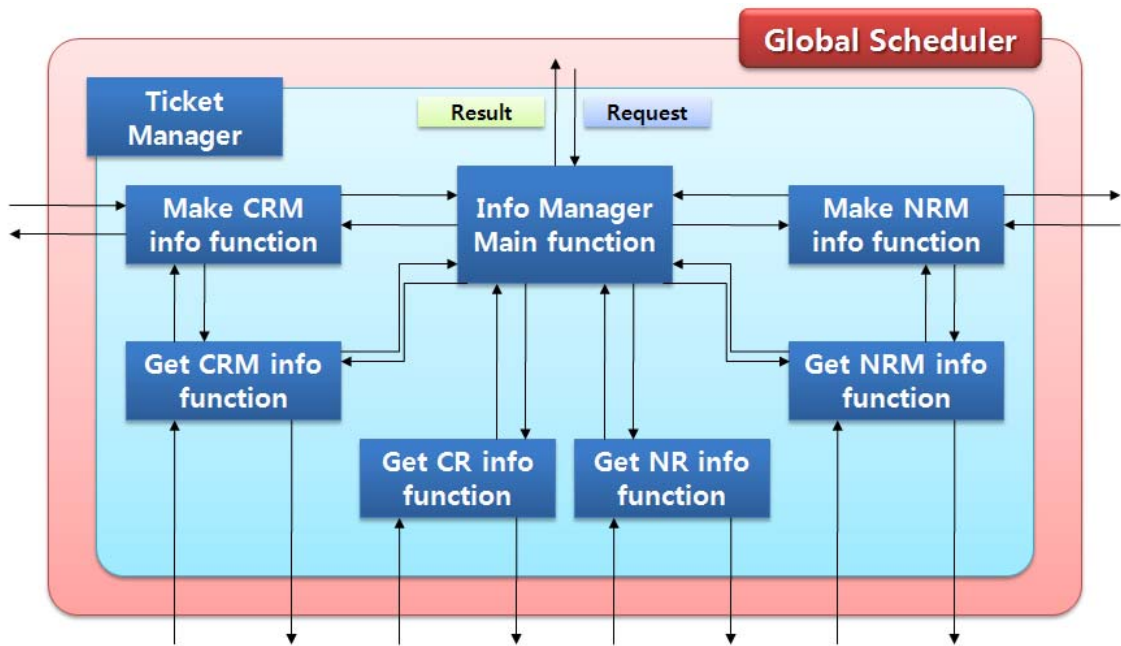 Global Scheduler
Ticket
Manager
Result
Request
Make CRM
info function
Info Manager
Main function
Make NRM
info function
Get CRM info
function
Get NRM info
function
Get CR info
function
Get NR info
function